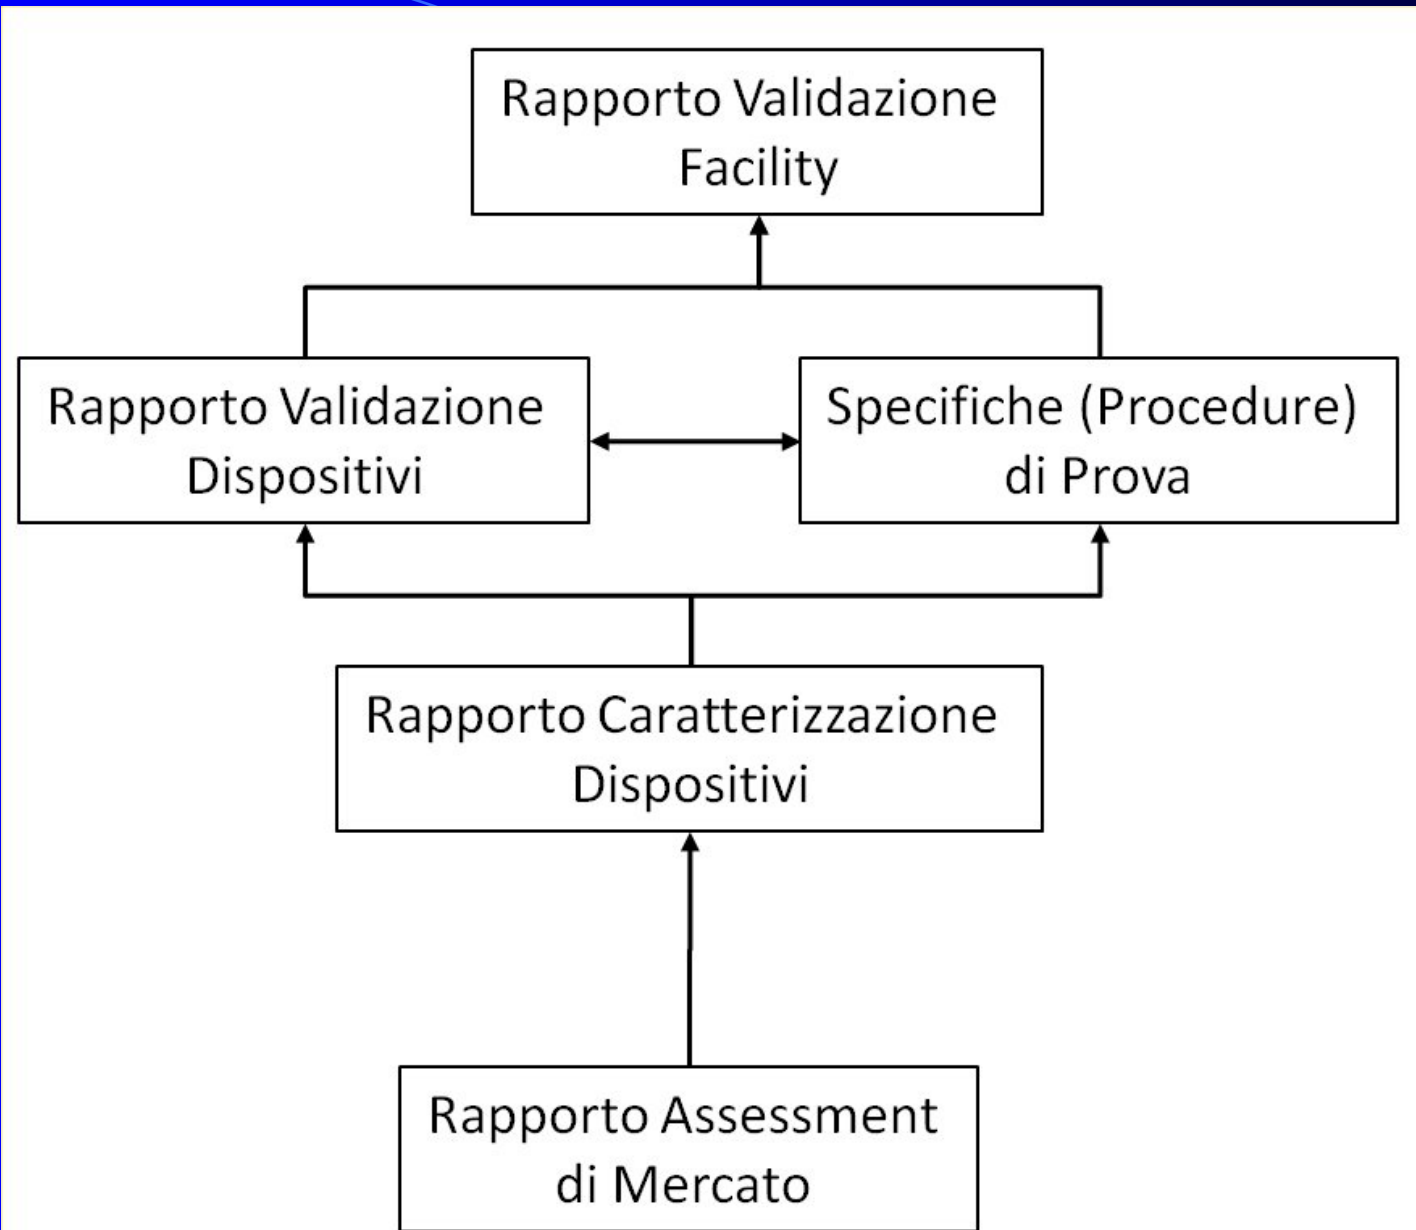 Rapporto Validazione
Facility
Rapporto Validazione
Dispositivi
Specifiche (Procedure)
di Prova
Rapporto Caratterizzazione
Dispositivi
Rapporto Assessment
di Mercato